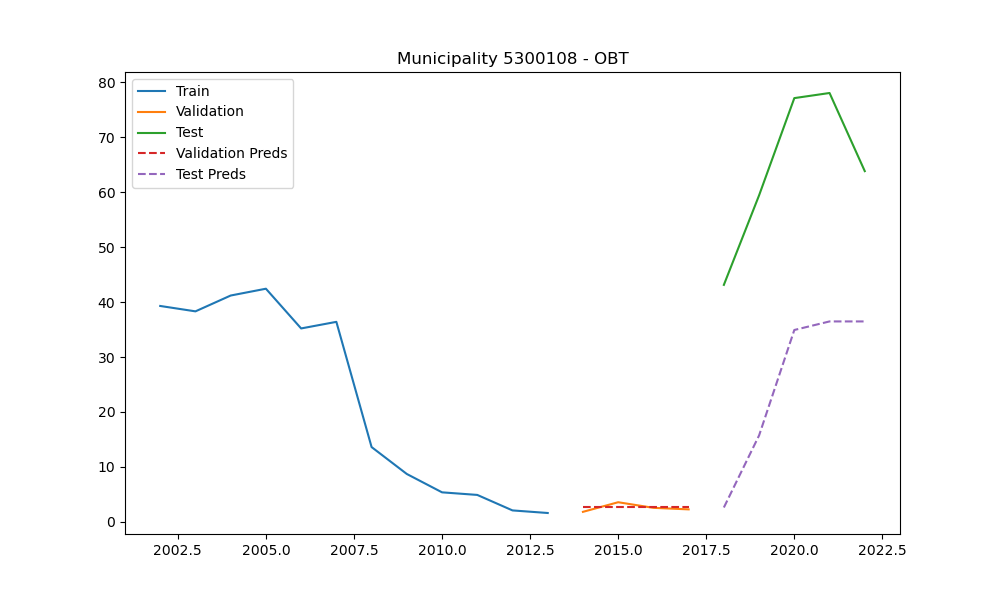 Municipality 5300108 - OBT
Train
Validation
Test
Validation Preds
Test Preds
80
70
60
50
40
30
20
10
0
2002.5 2005.0 2007.5 2010.0 2012.5 2015.0 2017.5 2020.0 2022.5